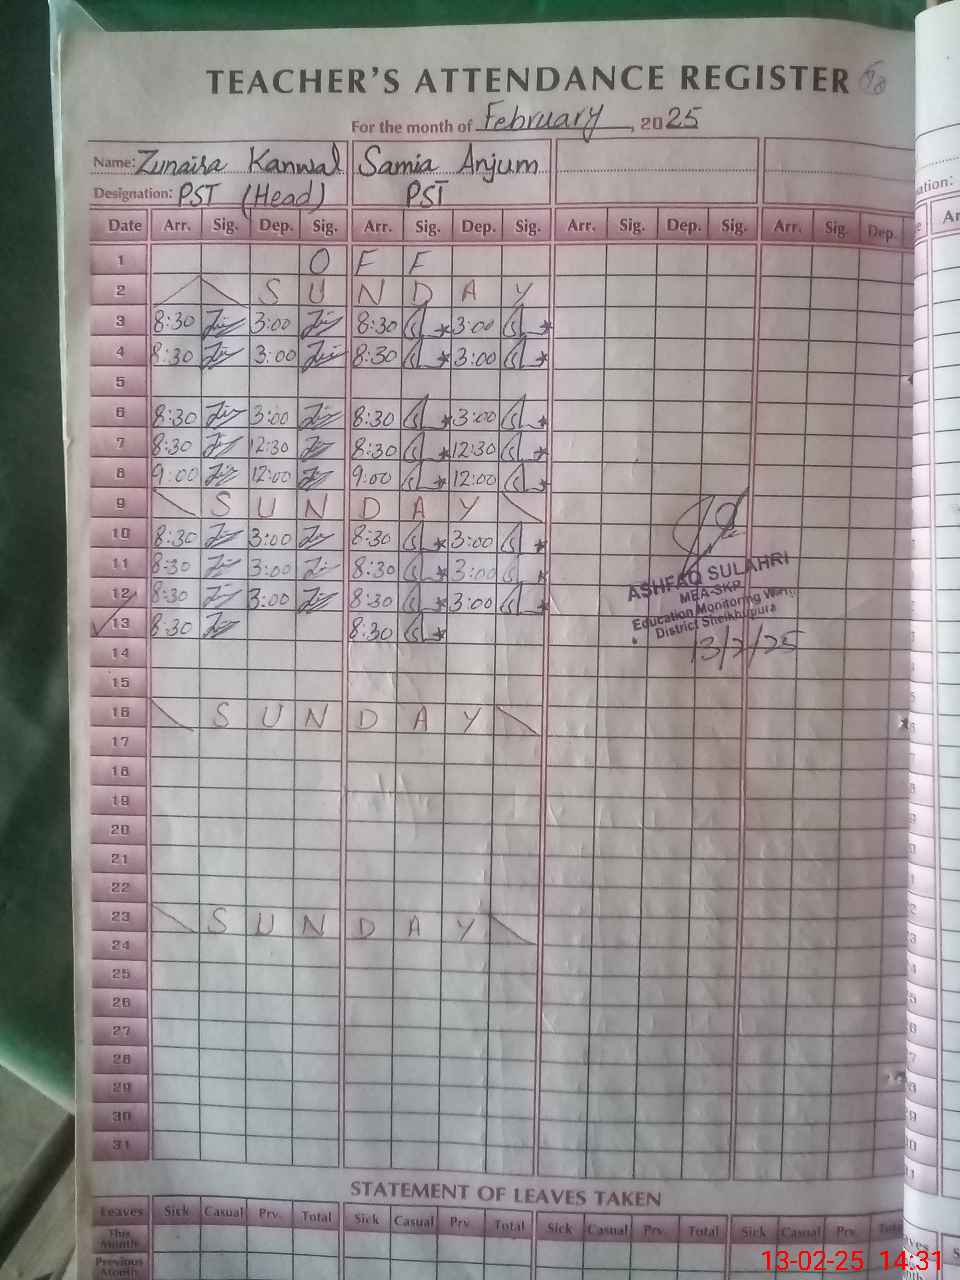 TEACHER'S ATTENDANCE REGISTER
For the month of February, 2025
Name: Zunaira Kanwal Samia Anjum
Designation: PST (Head) PST
Date Arr. Sig. Dep. Sig. Arr. Sig. Dep. Sig. Arr. Sig. Dep. Sig. Arr. Sig. Dep.
1 O F F
2 S U N D A Y
3 8:30 3:00 8:30 3:00
4 8:30 3:00 8:30 3:00
5
6 8:30 3:00 8:30 3:00
7 8:30 12:30 8:30 12:30
8 9:00 12:00 9:00 12:00
9 S U N D A Y
10 8:30 3:00 8:30 3:00
11 8:30 3:00 8:30 3:00
12 8:30 3:00 8:30 3:00
13 8:30 8:30
14
15
16 S U N D A Y
17
18
19
20
21
22
23 S U N D A Y
24
25
26
27
28
29
30
31
ASHFAQ SULAHRI
MEA-SKP
Education Monitoring Wing
District Sheikhupura
13/2/25
STATEMENT OF LEAVES TAKEN
Leaves Sick Casual Prv. Total Sick Casual Prv. Total Sick Casual Prv. Total Sick Casual Prv.
This Month
Previous Month
13-02-25 14:31